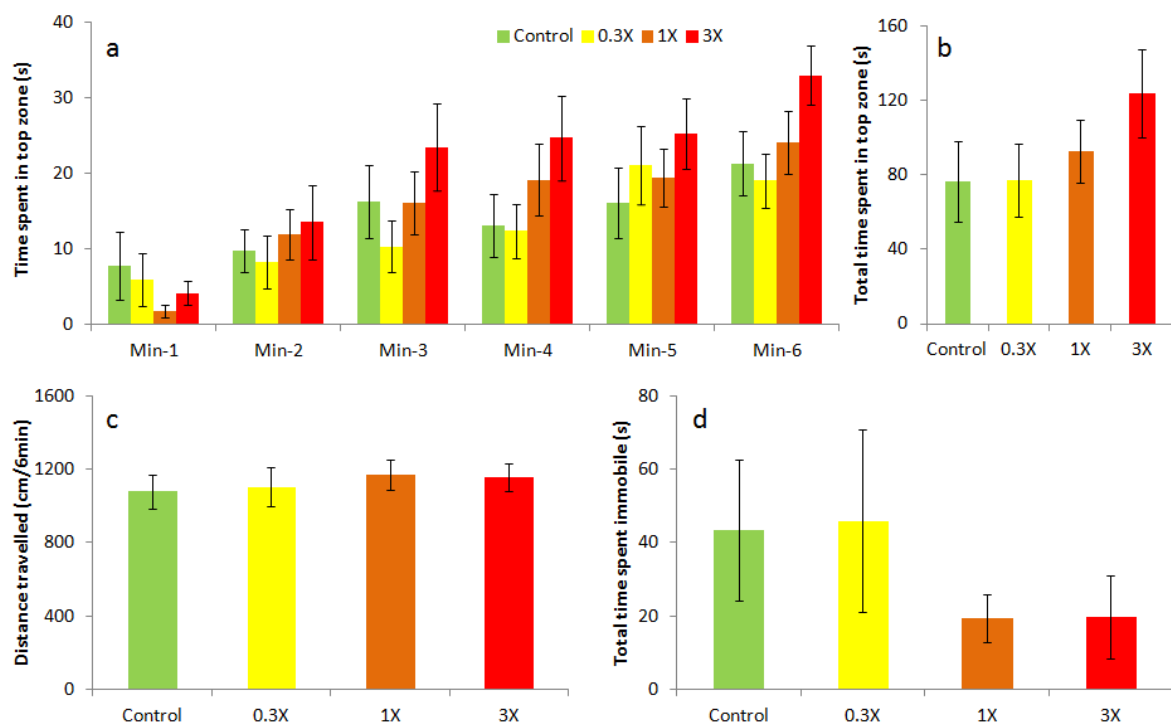 a
Control 0.3X 1X 3X
Time spent in top zone (s)
40
30
20
10
0
Min-1 Min-2 Min-3 Min-4 Min-5 Min-6
b
Total time spent in top zone (s)
160
120
80
40
0
Control 0.3X 1X 3X
c
Distance travelled (cm/6min)
1600
1200
800
400
0
Control 0.3X 1X 3X
d
Total time spent immobile (s)
80
60
40
20
0
Control 0.3X 1X 3X